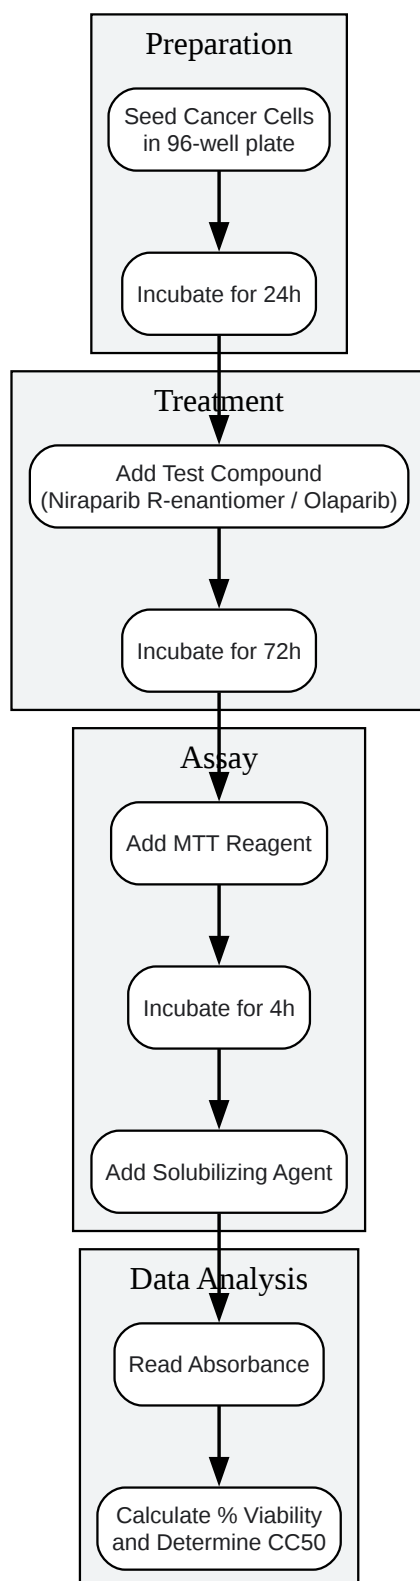 Preparation
Seed Cancer Cells
in 96-well plate
Incubate for 24h
Treatment
Add Test Compound
(Niraparib R-enantiomer / Olaparib)
Incubate for 72h
Assay
Add MTT Reagent
Incubate for 4h
Add Solubilizing Agent
Data Analysis
Read Absorbance
Calculate % Viability
and Determine CC50